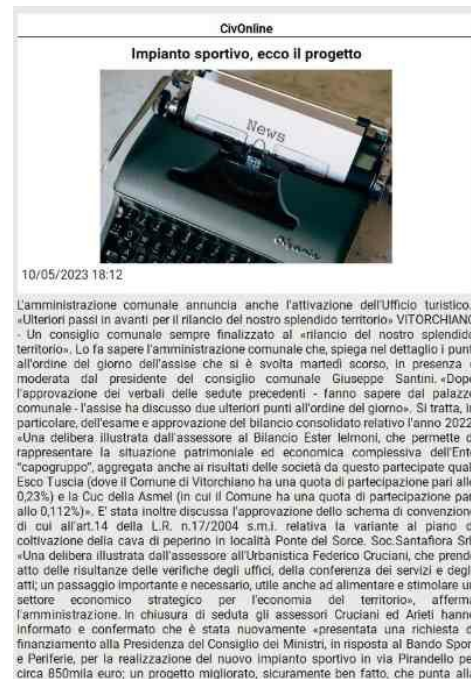 CivOnline
Impianto sportivo, ecco il progetto
News
10/05/2023 18:12
L'amministrazione comunale annuncia anche l'attivazione dell'Ufficio turistico.
«Ulteriori passi in avanti per il rilancio del nostro splendido territorio» VITORCHIANO
- Un consiglio comunale sempre finalizzato al «rilancio del nostro splendido
territorio». Lo fa sapere l'amministrazione comunale che, spiega nel dettaglio i punti
all'ordine del giorno dell'assise che si è svolta martedì scorso, in presenza e
moderata dal presidente del consiglio comunale Giuseppe Santini. «Dopo
l'approvazione dei verbali delle sedute precedenti - fanno sapere dal palazzo
comunale - l'assise ha discusso due ulteriori punti all'ordine del giorno». Si tratta, in
particolare, dell'esame e approvazione del bilancio consolidato relativo l'anno 2022.
«Una delibera illustrata dall'assessore al Bilancio Ester Ielmoni, che permette di
rappresentare la situazione patrimoniale ed economica complessiva dell'Ente
"capogruppo", aggregata anche ai risultati delle società da questo partecipate quali
Esco Tuscia (dove il Comune di Vitorchiano ha una quota di partecipazione pari allo
0,23%) e la Cuc della Asmel (in cui il Comune ha una quota di partecipazione pari
allo 0,112%)». E' stata inoltre discussa l'approvazione dello schema di convenzione
di cui all'art.14 della L.R. n.17/2004 s.m.i. relativa la variante al piano di
coltivazione della cava di peperino in località Ponte del Sorce. Soc.Santafiora Srl.
«Una delibera illustrata dall'assessore all'Urbanistica Federico Cruciani, che prende
atto delle risultanze delle verifiche degli uffici, della conferenza dei servizi e degli
atti; un passaggio importante e necessario, utile anche ad alimentare e stimolare un
settore economico strategico per l'economia del territorio», afferma
l'amministrazione. In chiusura di seduta gli assessori Cruciani ed Arieti hanno
informato e confermato che è stata nuovamente «presentata una richiesta di
finanziamento alla Presidenza del Consiglio dei Ministri, in risposta al Bando Sport
e Periferie, per la realizzazione del nuovo impianto sportivo in via Pirandello per
circa 850mila euro; un progetto migliorato, sicuramente ben fatto, che punta alla